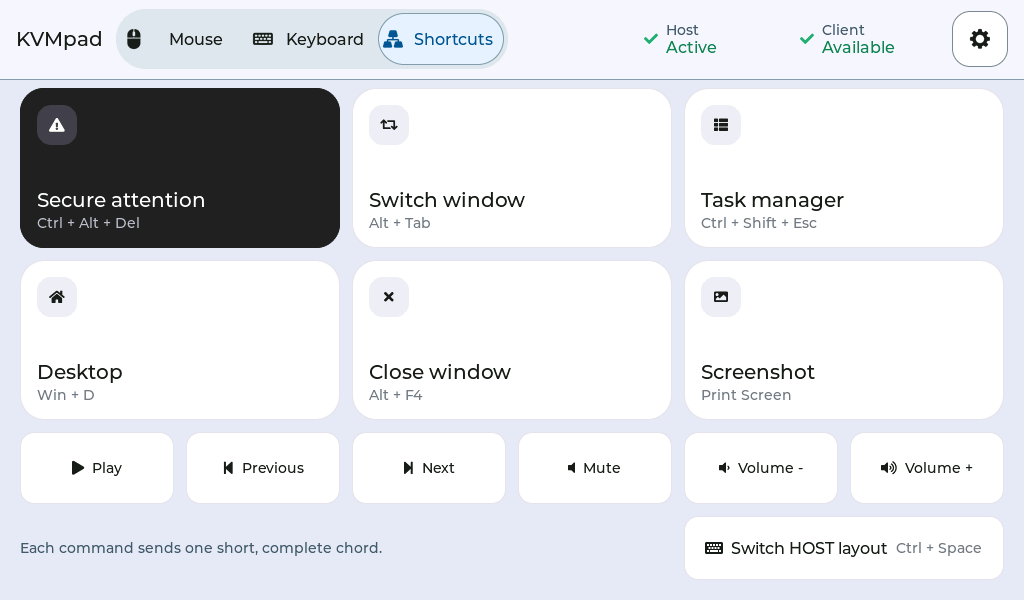 KVMpad
Mouse
Keyboard
Shortcuts
Host
Active
Client
Available
Secure attention
Ctrl + Alt + Del
Switch window
Alt + Tab
Task manager
Ctrl + Shift + Esc
Desktop
Win + D
Close window
Alt + F4
Screenshot
Print Screen
Play
Previous
Next
Mute
Volume -
Volume +
Each command sends one short, complete chord.
Switch HOST layout Ctrl + Space